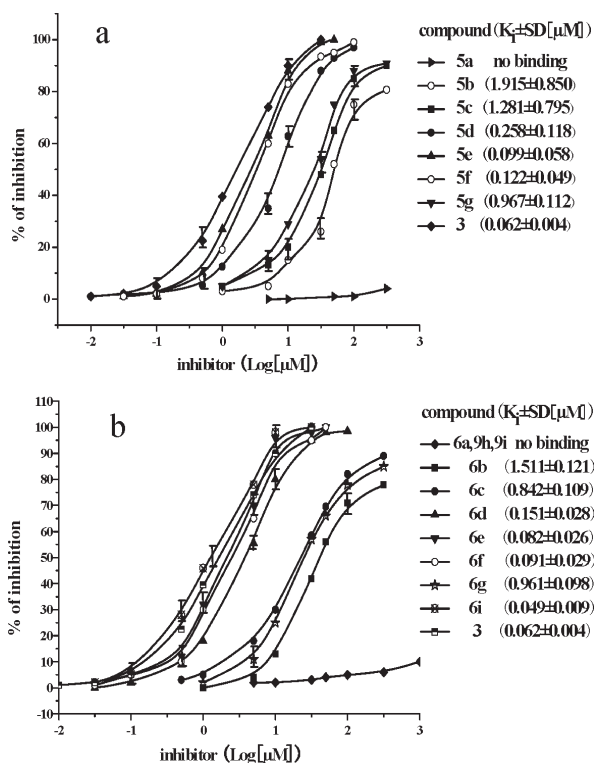 a
compound (Ki±SD[μM])
5a no binding
5b (1.915±0.850)
5c (1.281±0.795)
5d (0.258±0.118)
5e (0.099±0.058)
5f (0.122±0.049)
5g (0.967±0.112)
3 (0.062±0.004)
100
80
60
40
20
0
% of inhibition
-2 -1 0 1 2 3
inhibitor (Log[μM])
b
compound (Ki±SD[μM])
6a,9h,9i no binding
6b (1.511±0.121)
6c (0.842±0.109)
6d (0.151±0.028)
6e (0.082±0.026)
6f (0.091±0.029)
6g (0.961±0.098)
6i (0.049±0.009)
3 (0.062±0.004)
110
100
90
80
70
60
50
40
30
20
10
0
-10
% of inhibition
-2 -1 0 1 2 3
inhibitor (Log[μM])